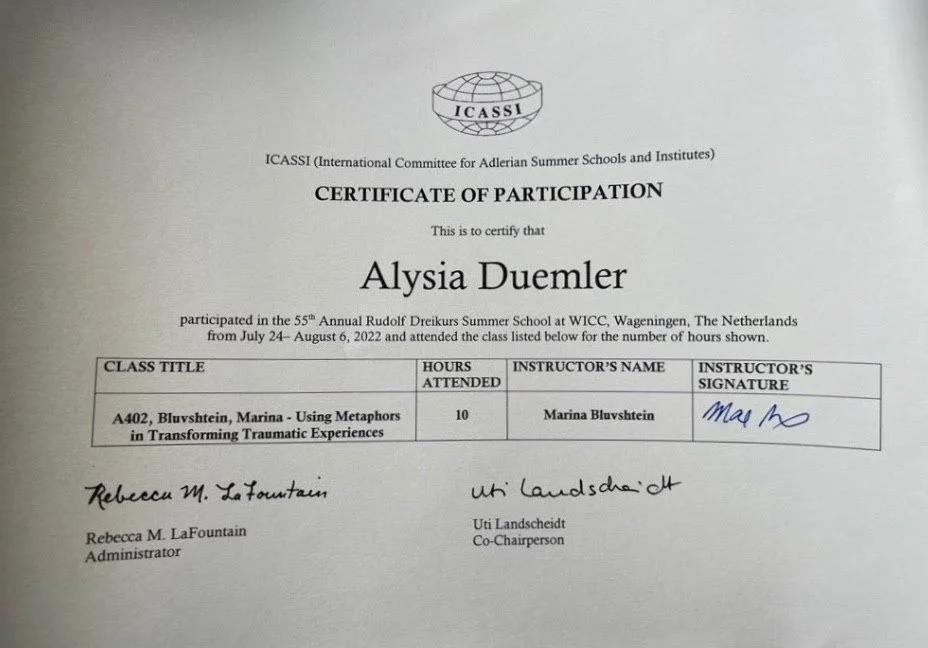 ICASSI
ICASSI (International Committee for Adlerian Summer Schools and Institutes)
CERTIFICATE OF PARTICIPATION
This is to certify that
Alysia Duemler
participated in the 55th Annual Rudolf Dreikurs Summer School at WICC, Wageningen, The Netherlands
from July 24– August 6, 2022 and attended the class listed below for the number of hours shown.
CLASS TITLE
HOURS
ATTENDED
INSTRUCTOR'S NAME
INSTRUCTOR'S
SIGNATURE
A402, Bluvshtein, Marina - Using Metaphors
in Transforming Traumatic Experiences
10
Marina Bluvshtein
Rebecca M. LaFountain
Uti Landscheidt
Rebecca M. LaFountain
Administrator
Uti Landscheidt
Co-Chairperson